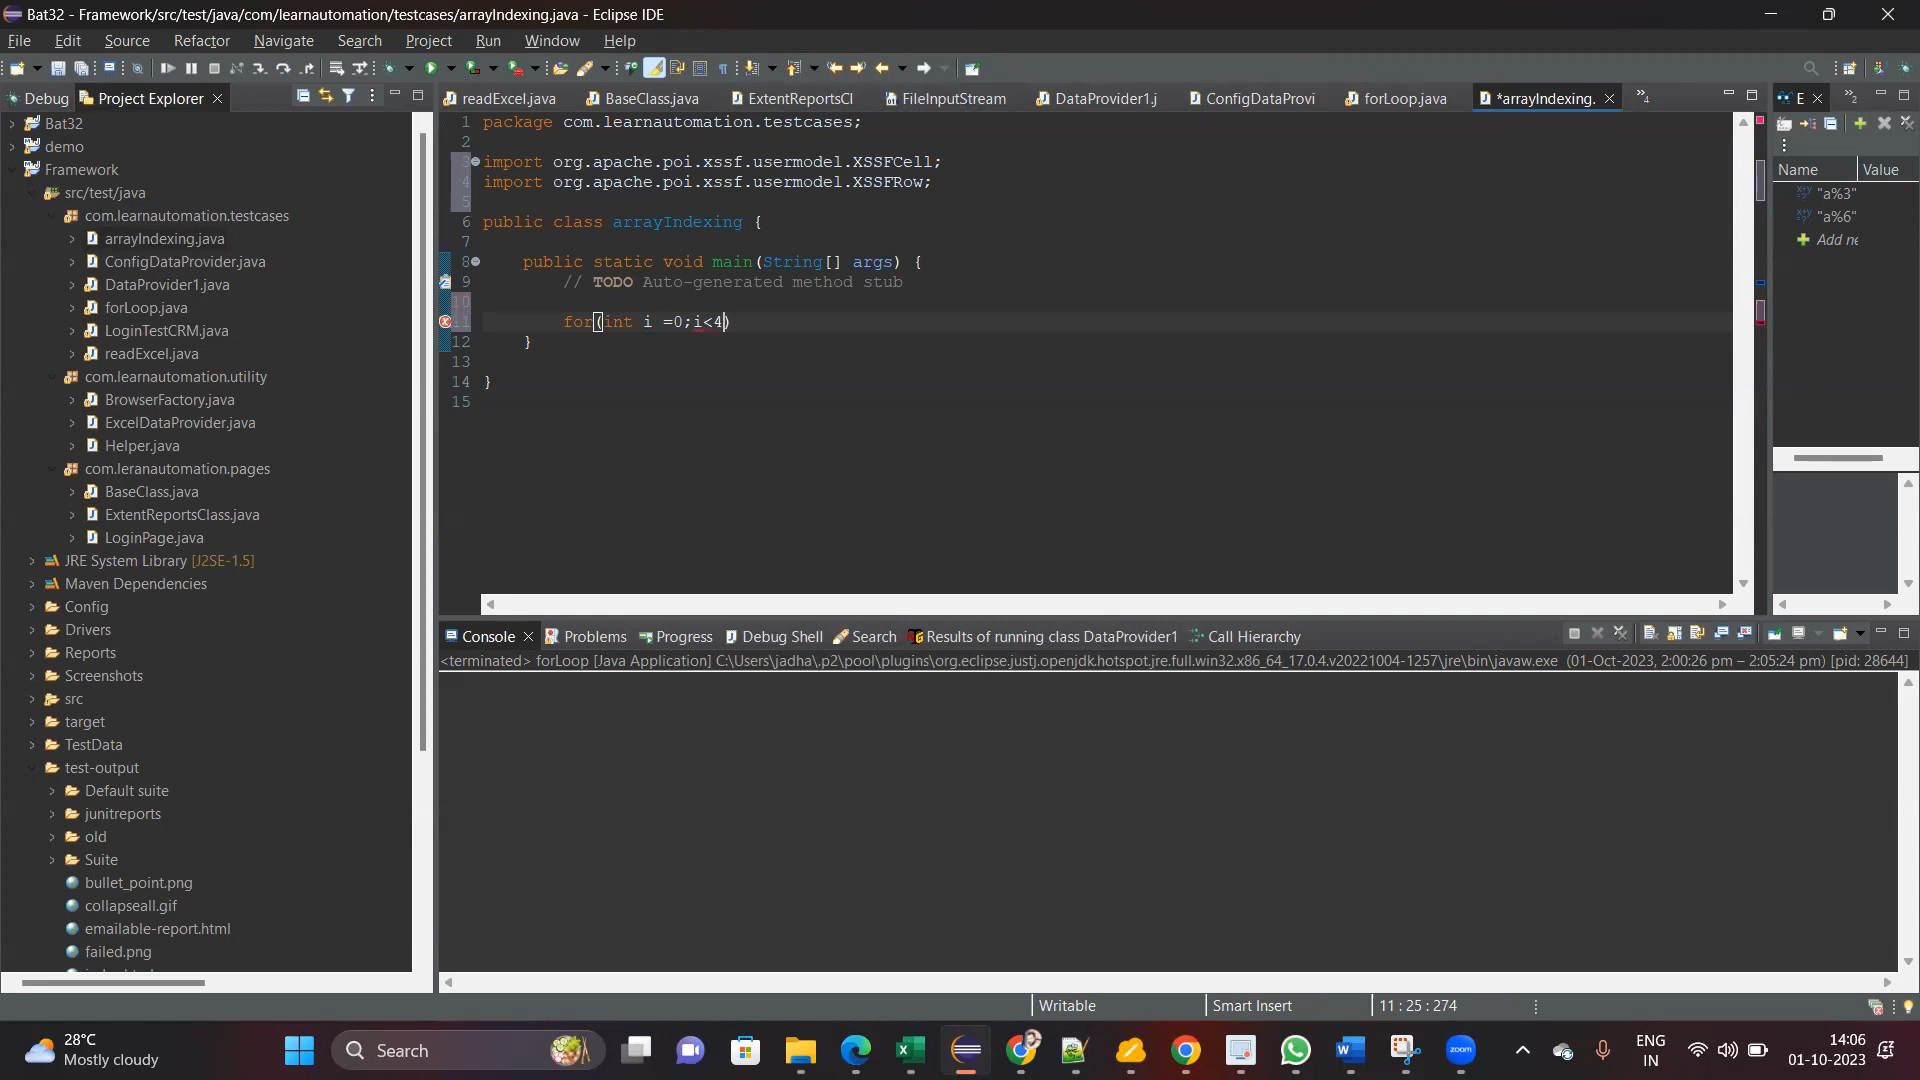 Bat32 - Framework/src/test/java/com/learnautomation/testcases/arrayIndexing.java - Eclipse IDE
File Edit Source Refactor Navigate Search Project Run Window Help
Debug Project Explorer
readExcel.java BaseClass.java ExtentReportsCl FileInputStream DataProvider1.j ConfigDataProvi forLoop.java *arrayIndexing. 4
E 2
Bat32
demo
Framework
src/test/java
com.learnautomation.testcases
arrayIndexing.java
ConfigDataProvider.java
DataProvider1.java
forLoop.java
LoginTestCRM.java
readExcel.java
com.learnautomation.utility
BrowserFactory.java
ExcelDataProvider.java
Helper.java
com.leranautomation.pages
BaseClass.java
ExtentReportsClass.java
LoginPage.java
JRE System Library [J2SE-1.5]
Maven Dependencies
Config
Drivers
Reports
Screenshots
src
target
TestData
test-output
Default suite
junitreports
old
Suite
bullet_point.png
collapseall.gif
emailable-report.html
failed.png
1 package com.learnautomation.testcases;
2
3 import org.apache.poi.xssf.usermodel.XSSFCell;
4 import org.apache.poi.xssf.usermodel.XSSFRow;
5
6 public class arrayIndexing {
7
8 public static void main(String[] args) {
9 // TODO Auto-generated method stub
10
11 for(int i =0;i<4)
12 }
13
14 }
15
Name Value
"a%3"
"a%6"
Add ne
Console Problems Progress Debug Shell Search Results of running class DataProvider1 Call Hierarchy
<terminated> forLoop [Java Application] C:\Users\jadha\.p2\pool\plugins\org.eclipse.justj.openjdk.hotspot.jre.full.win32.x86_64_17.0.4.v20221004-1257\jre\bin\javaw.exe (01-Oct-2023, 2:00:26 pm – 2:05:24 pm) [pid: 28644]
Writable Smart Insert 11 : 25 : 274
28°C
Mostly cloudy
Search
zoom
ENG
IN
14:06
01-10-2023